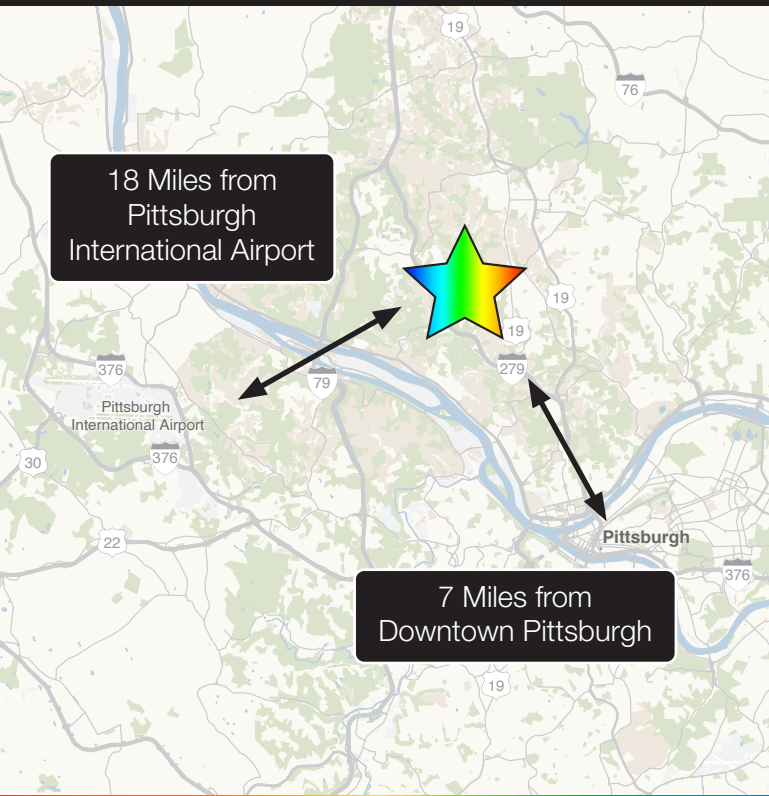 19
76
18 Miles from
Pittsburgh
International Airport
19
19
376
279
79
Pittsburgh
International Airport
30
376
22
Pittsburgh
376
7 Miles from
Downtown Pittsburgh
19